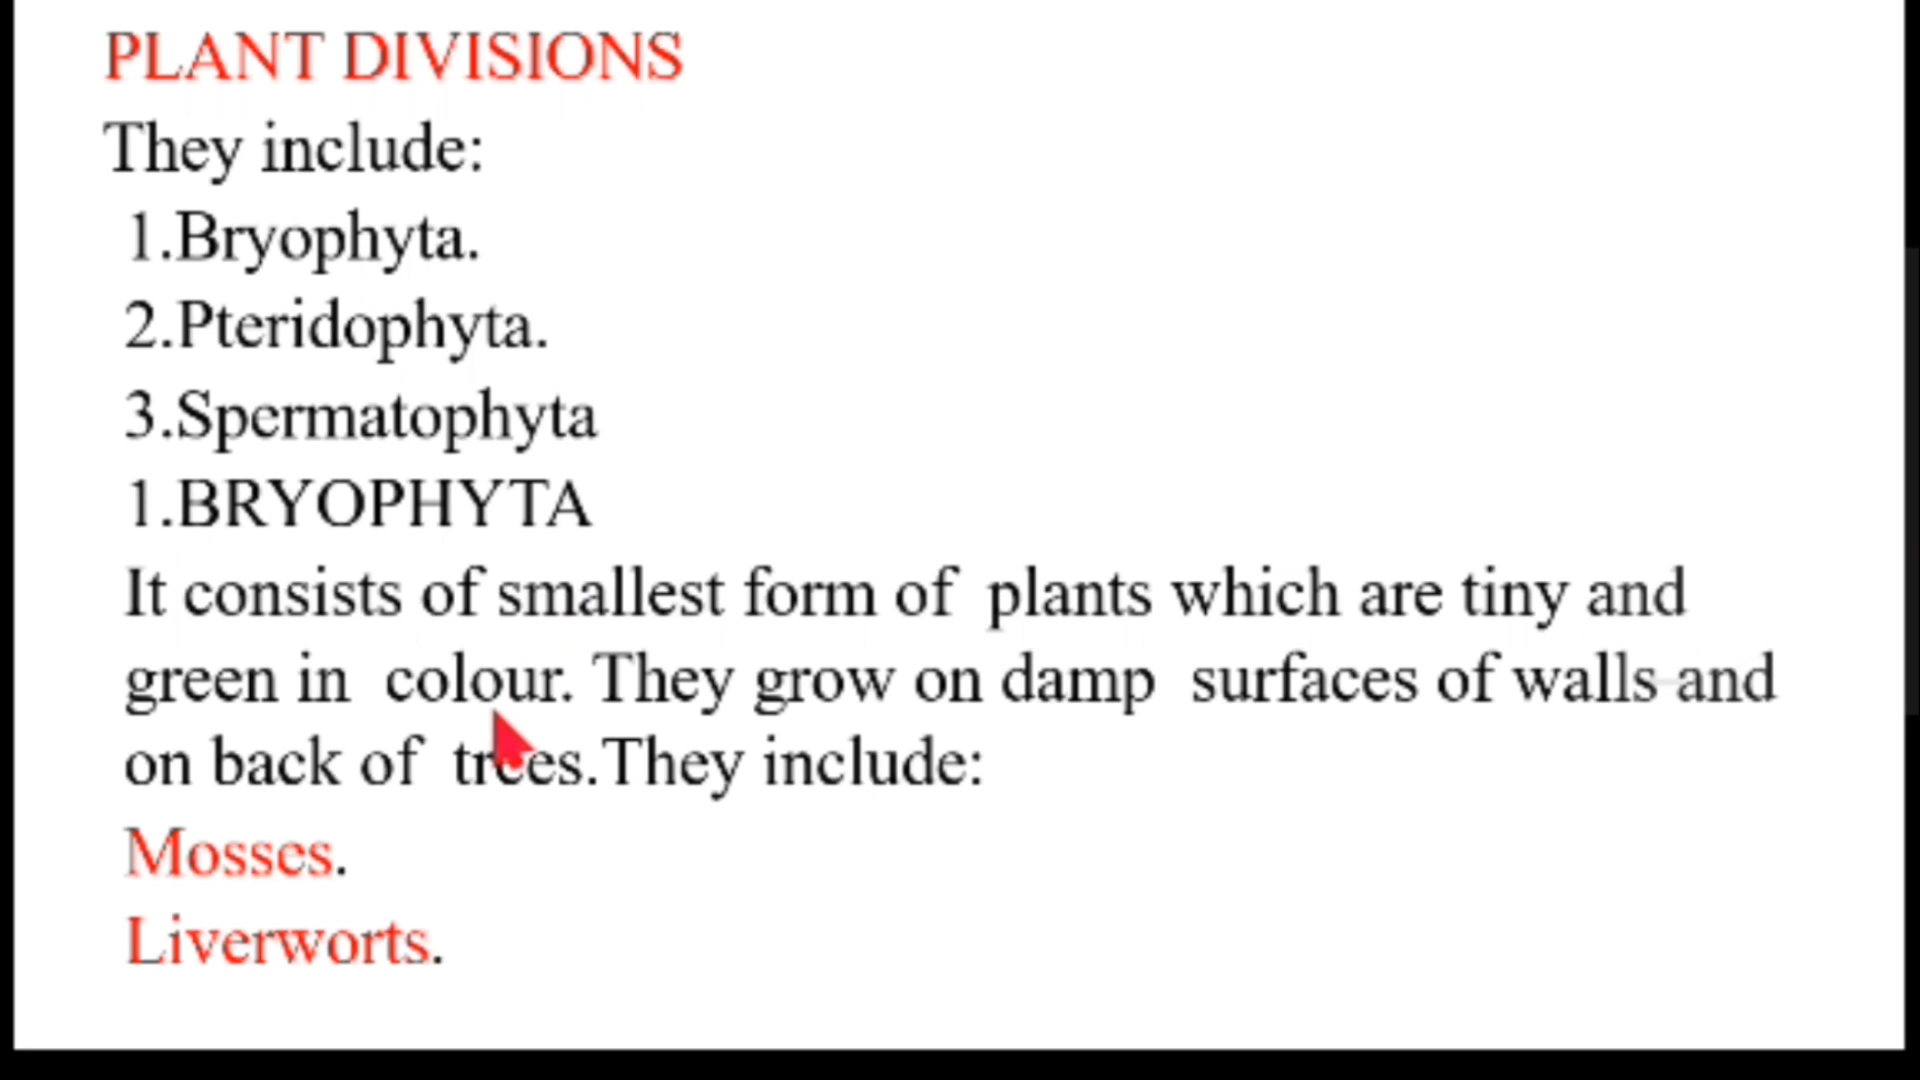 PLANT DIVISIONS
They include:
1.Bryophyta.
2.Pteridophyta.
3.Spermatophyta
1.BRYOPHYTA
It consists of smallest form of plants which are tiny and
green in colour. They grow on damp surfaces of walls and
on back of trees.They include:
Mosses.
Liverworts.